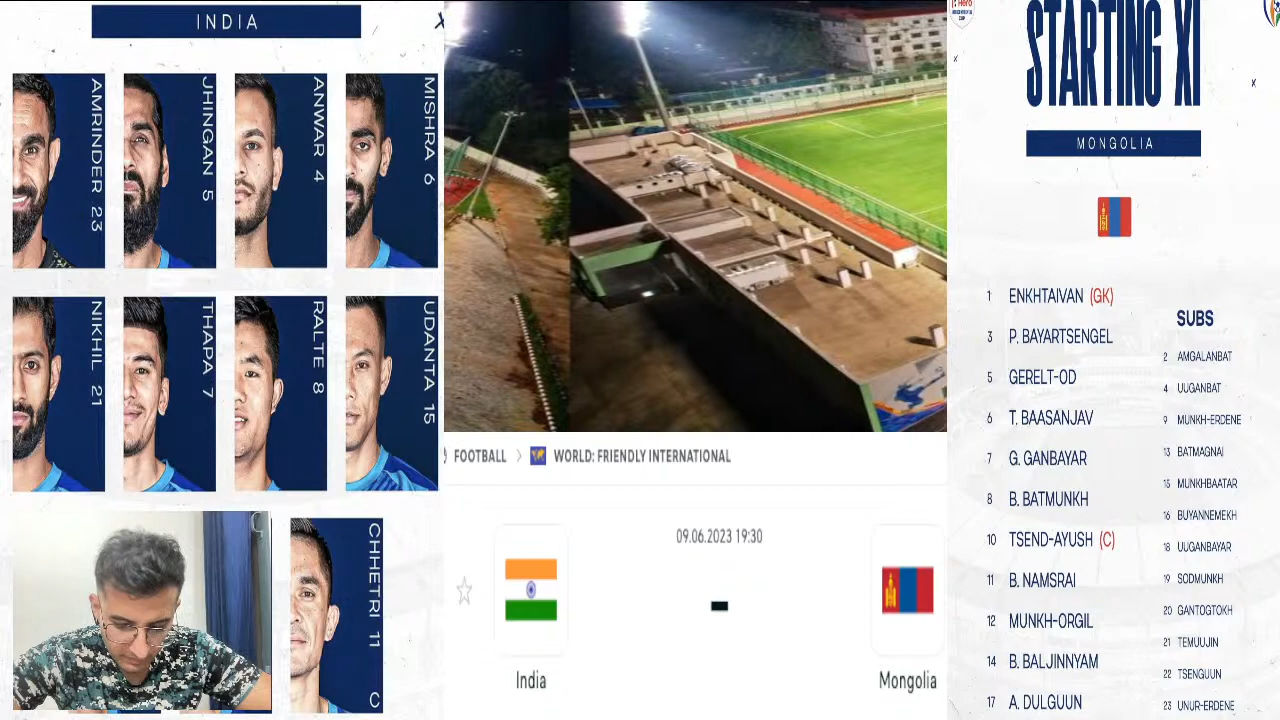 INDIA
AMRINDER 23
JHINGAN 5
ANWAR 4
MISHRA 6
NIKHIL 21
THAPA 7
RALTE 8
UDANTA 15
CHHETRI 11 C
FOOTBALL > WORLD: FRIENDLY INTERNATIONAL
09.06.2023 19:30
-
India
Mongolia
Hero
STARTING XI
MONGOLIA
1 ENKHTAIVAN (GK)
3 P. BAYARTSENGEL
5 GERELT-OD
6 T. BAASANJAV
7 G. GANBAYAR
8 B. BATMUNKH
10 TSEND-AYUSH (C)
11 B. NAMSRAI
12 MUNKH-ORGIL
14 B. BALJINNYAM
17 A. DULGUUN
SUBS
2 AMGALANBAT
4 UUGANBAT
9 MUNKH-ERDENE
13 BATMAGNAI
15 MUNKHBAATAR
16 BUYANNEMEKH
18 UUGANBAYAR
SODMUNKH
20 GANTOGTOKH
21 TEMUUJIN
22 TSENGUUN
23 UNUR-ERDENE